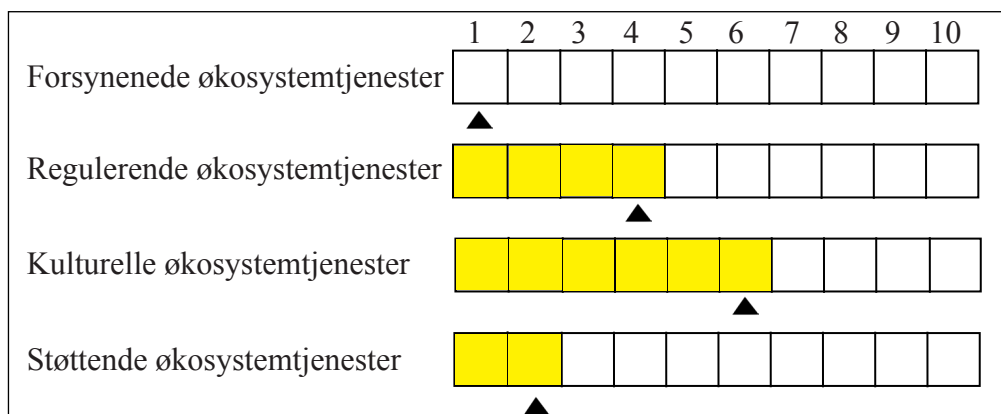 1 2 3 4 5 6 7 8 9 10
Forsynenede økosystemtjenester
Regulerende økosystemtjenester
Kulturelle økosystemtjenester
Støttende økosystemtjenester